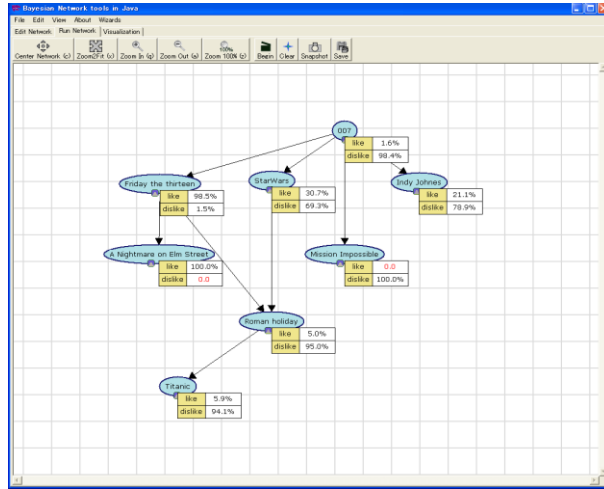 Bayesian Network tools in Java
File Edit View About Wizards
Edit Network Run Network Visualization
Center Network (c) Zoom2Fit (v) Zoom In (q) Zoom Out (a) 100% Zoom 100% (z) Begin Clear Snapshot Save
007
like 1.6%
dislike 98.4%
Friday the thrteen
like 98.5%
dislike 1.5%
StarWars
like 30.7%
dislike 69.3%
Indy Johnes
like 21.1%
dislike 78.9%
A Nightmare on Elm Street
like 100.0%
dislike 0.0
Mission Impossible
like 0.0
dislike 100.0%
Roman holiday
like 5.0%
dislike 95.0%
Titanic
like 5.9%
dislike 94.1%